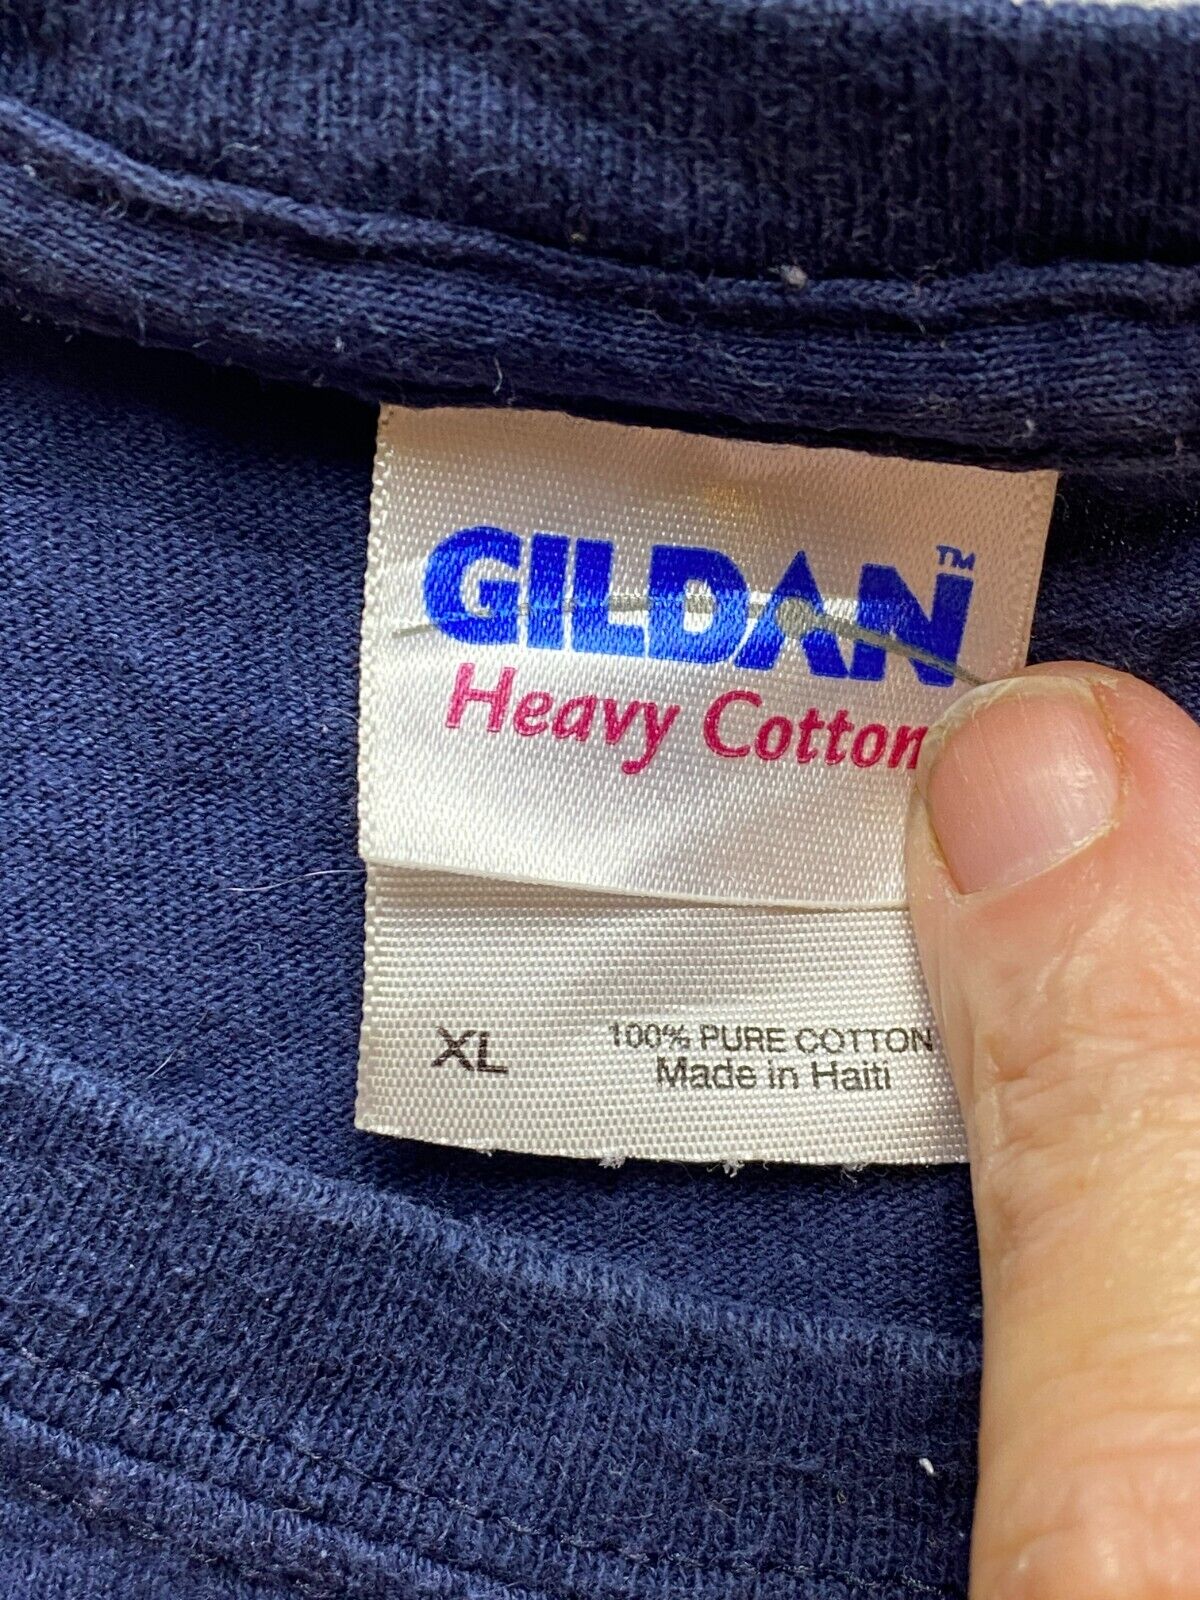 GILDAN™
Heavy Cotton
XL 100% PURE COTTON
Made in Haiti